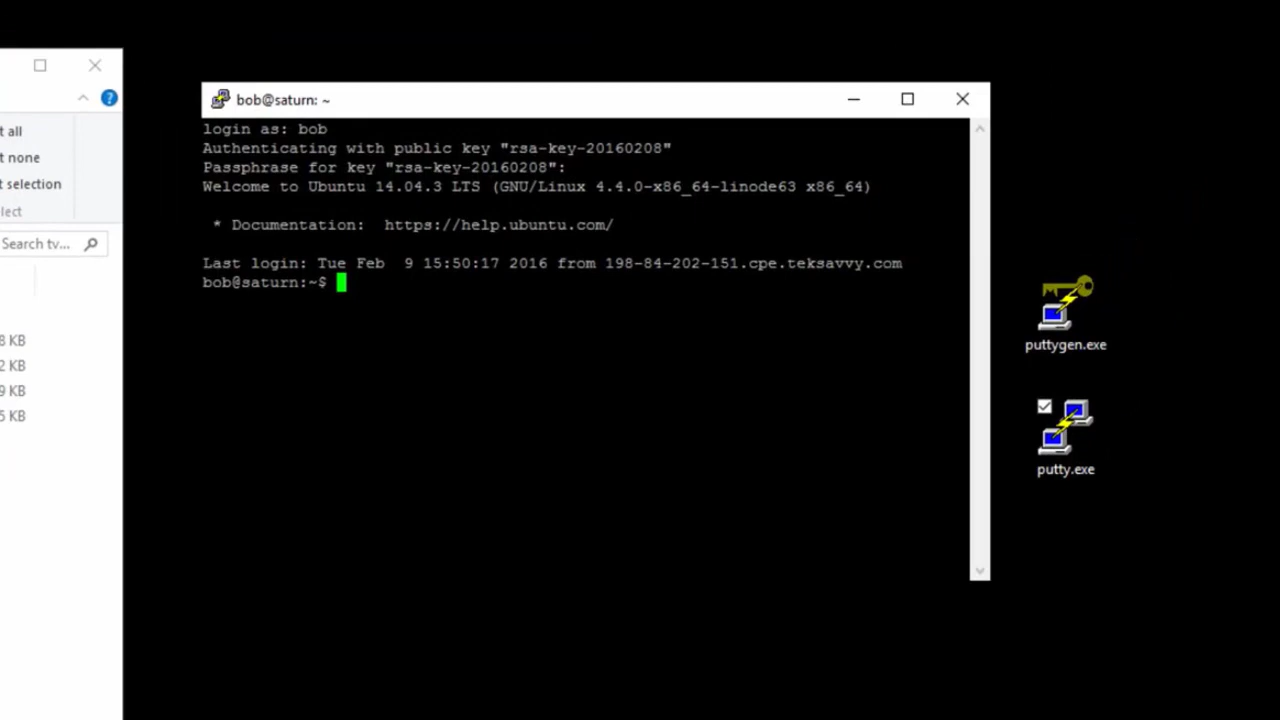 t all
t none
t selection
lect
Search tv...
8 KB
2 KB
9 KB
5 KB
bob@saturn: ~
login as: bob
Authenticating with public key "rsa-key-20160208"
Passphrase for key "rsa-key-20160208":
Welcome to Ubuntu 14.04.3 LTS (GNU/Linux 4.4.0-x86_64-linode63 x86_64)
* Documentation:  https://help.ubuntu.com/
Last login: Tue Feb  9 15:50:17 2016 from 198-84-202-151.cpe.teksavvy.com
bob@saturn:~$
puttygen.exe
putty.exe